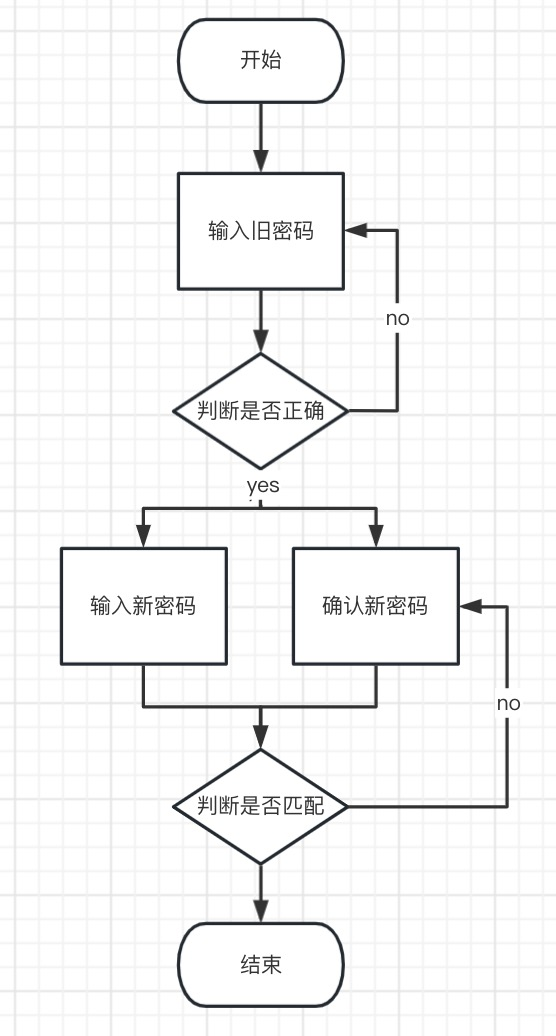 开始
输入旧密码
no
判断是否正确
yes
输入新密码
确认新密码
no
判断是否匹配
结束